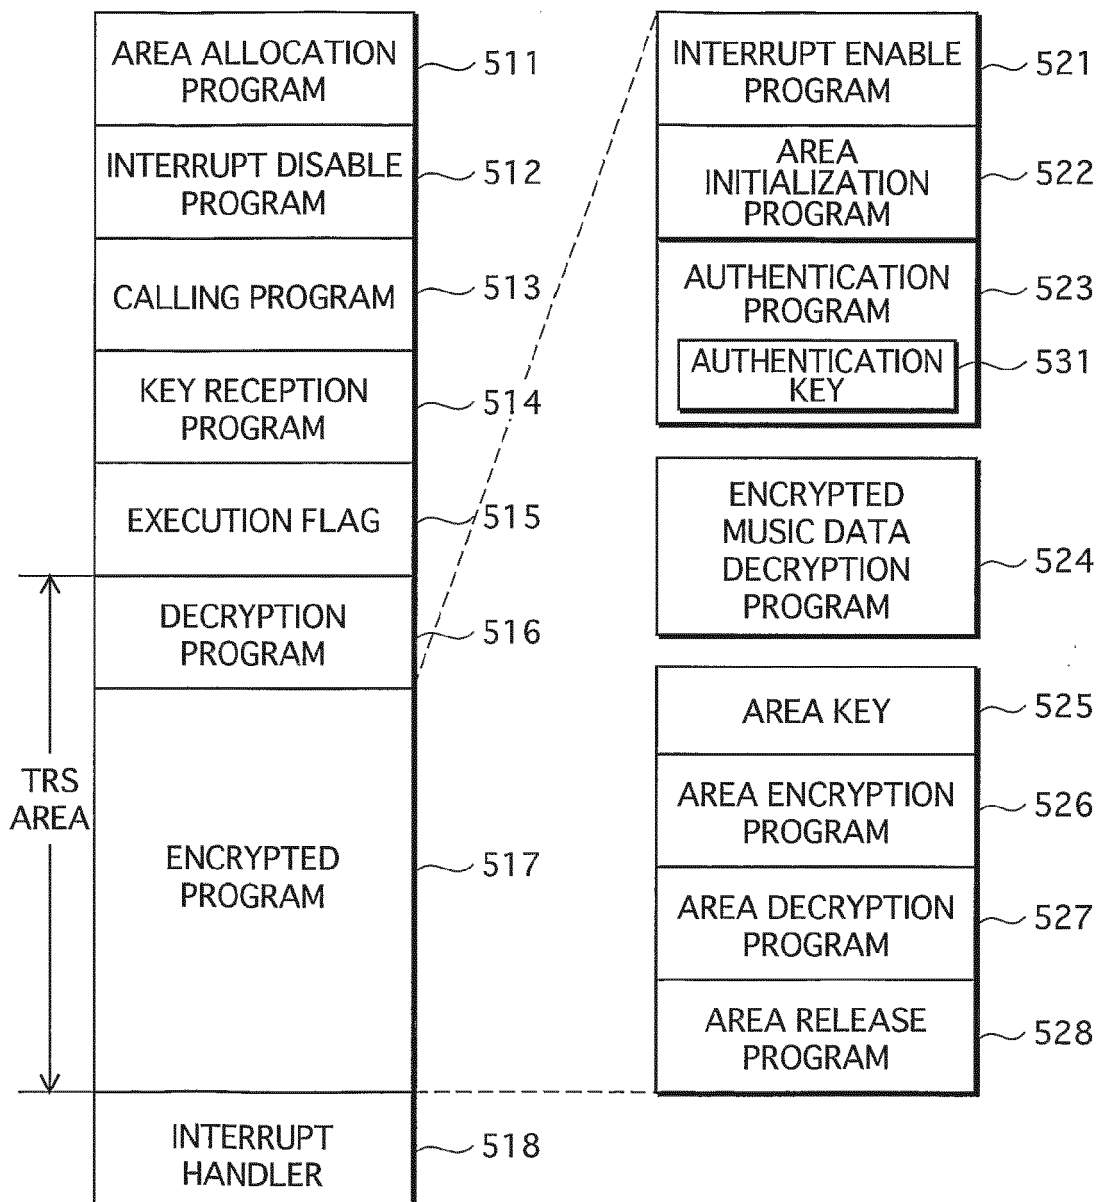 AREA ALLOCATION
PROGRAM
511
INTERRUPT DISABLE
PROGRAM
512
CALLING PROGRAM
513
KEY RECEPTION
PROGRAM
514
EXECUTION FLAG
515
DECRYPTION
PROGRAM
516
TRS
AREA
ENCRYPTED
PROGRAM
517
INTERRUPT
HANDLER
518
INTERRUPT ENABLE
PROGRAM
521
AREA
INITIALIZATION
PROGRAM
522
AUTHENTICATION
PROGRAM
523
AUTHENTICATION
KEY
531
ENCRYPTED
MUSIC DATA
DECRYPTION
PROGRAM
524
AREA KEY
525
AREA ENCRYPTION
PROGRAM
526
AREA DECRYPTION
PROGRAM
527
AREA RELEASE
PROGRAM
528